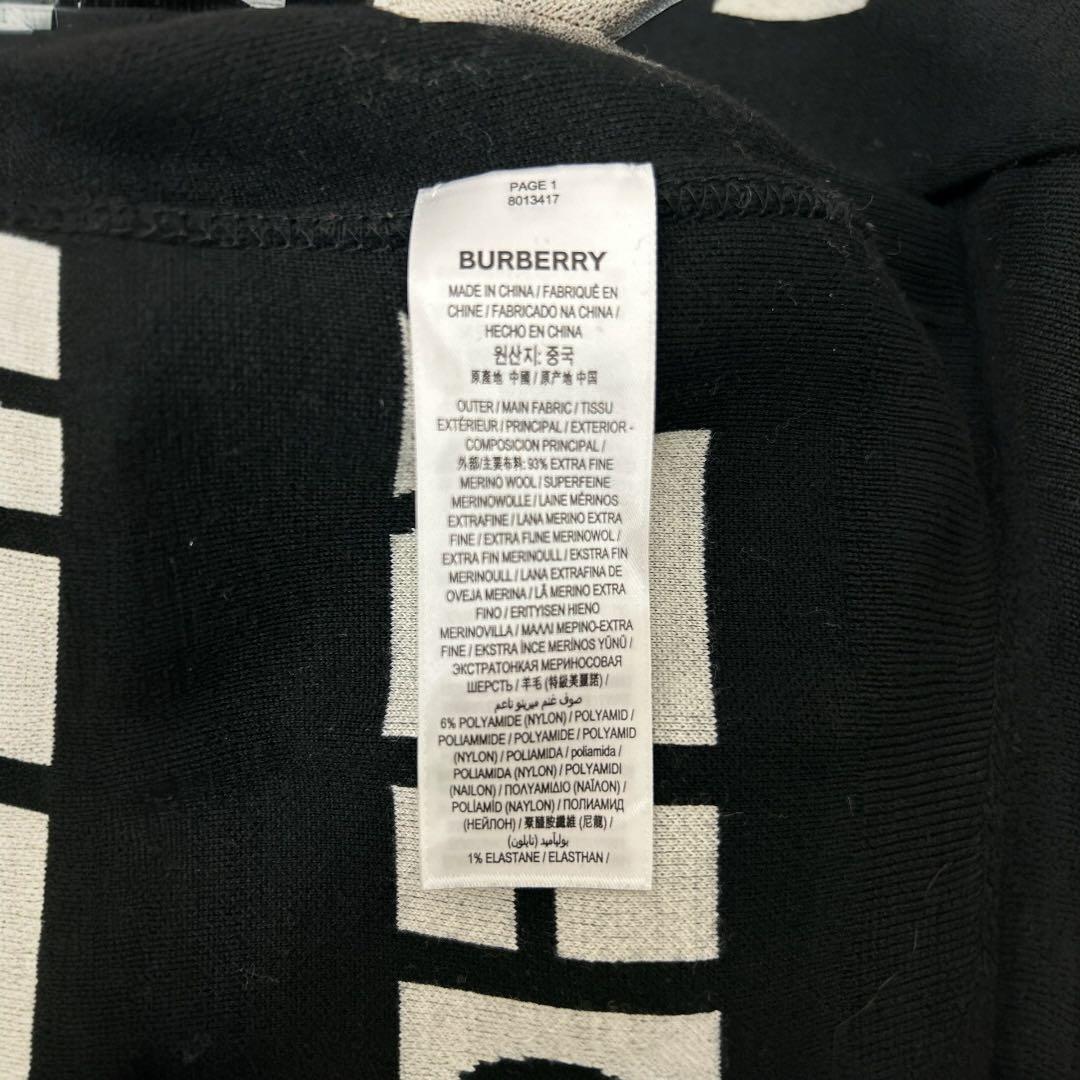 PAGE 1
8013417
BURBERRY
MADE IN CHINA / FABRIQUÊ EN
CHINE / FABRICADO NA CHINA /
HECHO EN CHINA
원산지: 중국
原產地 中國 / 原产地 中国
OUTER / MAIN FABRIC / TISSU
EXTÉRIEUR / PRINCIPAL / EXTERIOR -
COMPOSICION PRINCIPAL /
外部/主要布料: 93% EXTRA FINE
MERINO WOOL / SUPERFEINE
MERINOWOLLE / LAINE MÉRINOS
EXTRAFINE / LANA MERINO EXTRA
FINE / EXTRA FIJNE MERINOWOL /
EXTRA FIN MERINOULL / EKSTRA FIN
MERINOULL / LANA EXTRAFINA DE
OVEJA MERINA / LÃ MERINO EXTRA
FINO / ERITYISEN HIENO
MERINOVILLA / ΜΑΛΛΙ ΜΕΡΙΝΟ-EXTRA
FINE / EKSTRA İNCE MERİNOS YÜNÜ /
ЭКСТРАТОНКАЯ МЕРИНОСОВАЯ
ШЕРСТЬ / 羊毛 (特級美麗諾) /
صوف غنم ميرينو ناعم
6% POLYAMIDE (NYLON) / POLYAMID /
POLIAMMIDE / POLYAMIDE / POLYAMID
(NYLON) / POLIAMIDA / poliamida /
POLIAMIDA (NYLON) / POLYAMIDI
(NAILON) / ΠΟΛΥΑΜΙΔΙΟ (ΝΑΪΛΟΝ) /
POLİAMİD (NAYLON) / ПОЛИАМИД
(НЕЙЛОН) / 聚醯胺纖維 (尼龍) /
بوليأميد (نايلون)
1% ELASTANE / ELASTHAN /